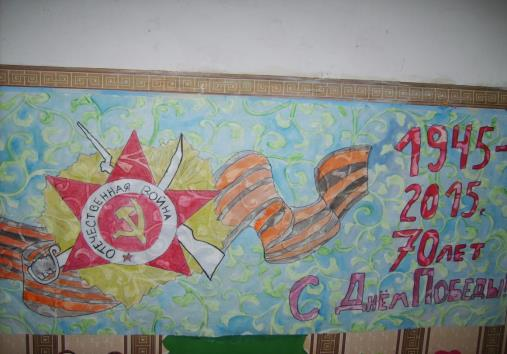 ОТЕЧЕСТВЕННАЯ ВОЙНА
1945-
2015.
70 ЛЕТ
С ДНЁМ ПОБЕДЫ!